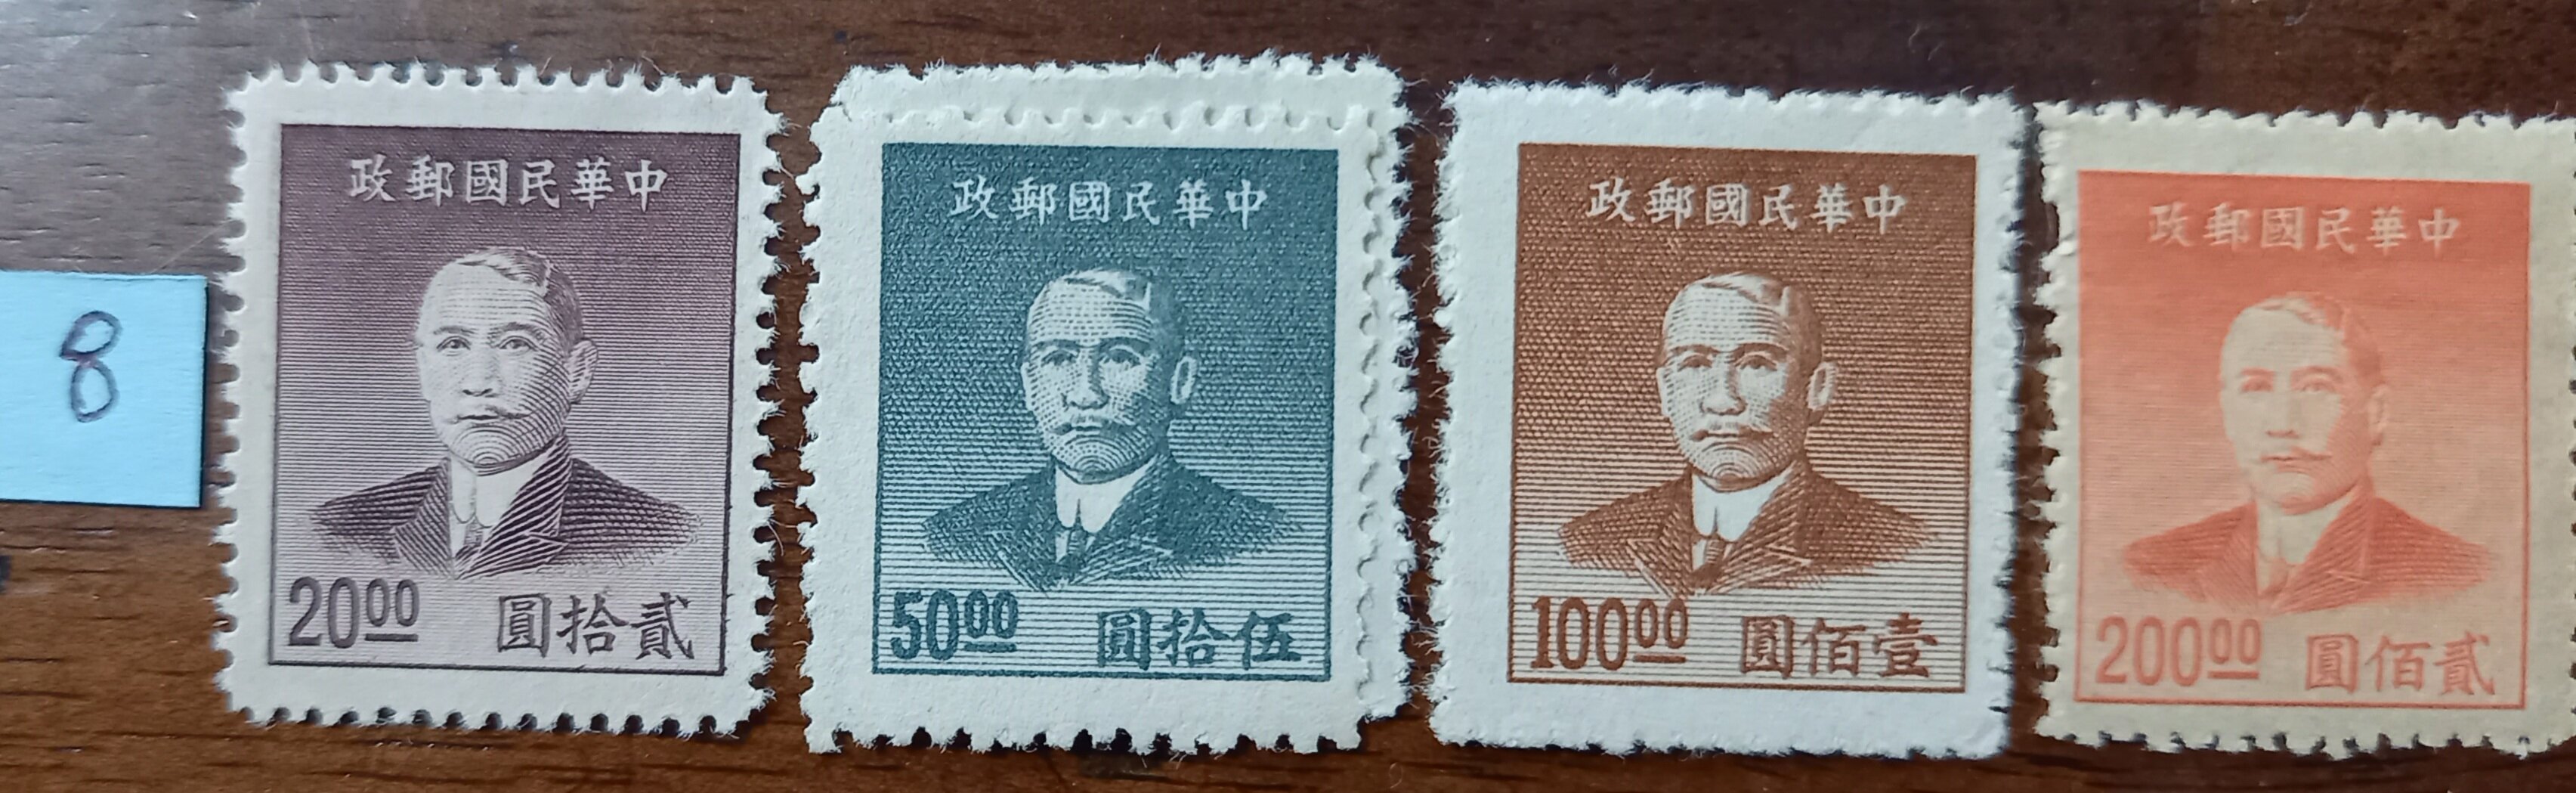 8
中華民國郵政
20.00 貳拾圓
中華民國郵政
50.00 伍拾圓
中華民國郵政
100.00 壹佰圓
中華民國郵政
200.00 貳佰圓